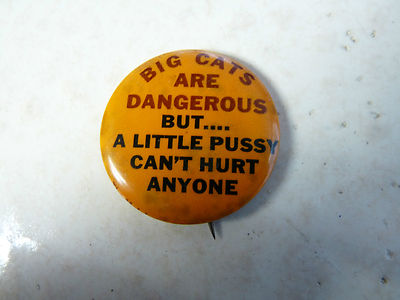 BIG CATS
ARE
DANGEROUS
BUT....
A LITTLE PUSSY
CAN'T HURT
ANYONE